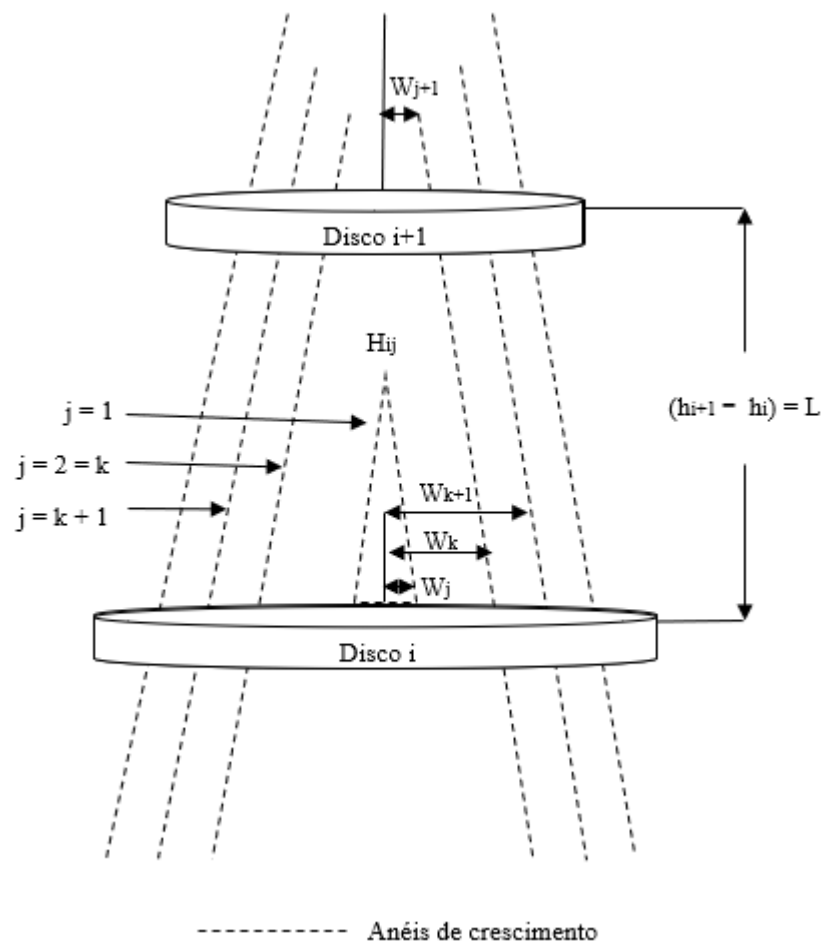 Wj+1
Disco i+1
Hij
j = 1
(hi+1 − hi) = L
j = 2 = k
Wk+1
j = k + 1
Wk
Wj
Disco i
Anéis de crescimento